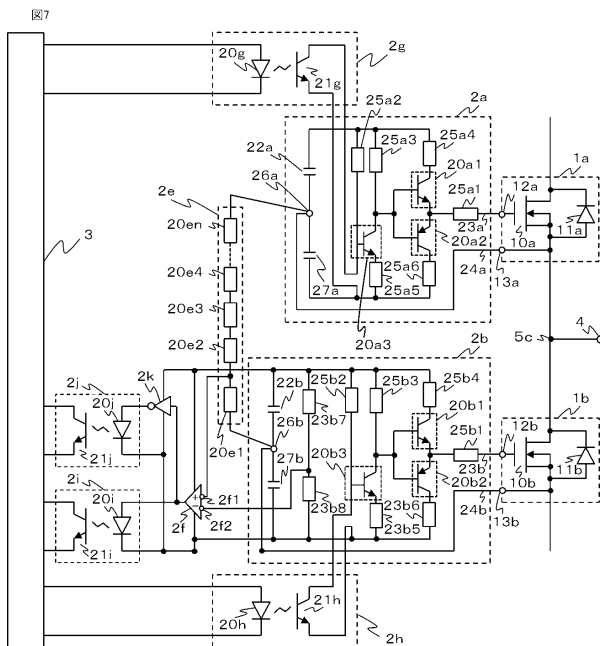 図7
20g
21g
2g
25a2
2a
25a3
25a4
22a
20a1
1a
26a
25a1
12a
2e
20en
23a
10a
11a
3
20e4
27a
25a6
20a2
24a
13a
20e3
25a5
20e2
20a3
5c
4
2b
2k
2j
22b
25b2
25b3
25b4
20j
20e1
26b
23b7
20b1
1b
21j
27b
20b3
25b1
12b
2i
23b
10b
11b
20i
2f1
23b6
20b2
24b
2f
2f2
23b8
23b5
13b
21i
20h
21h
2h